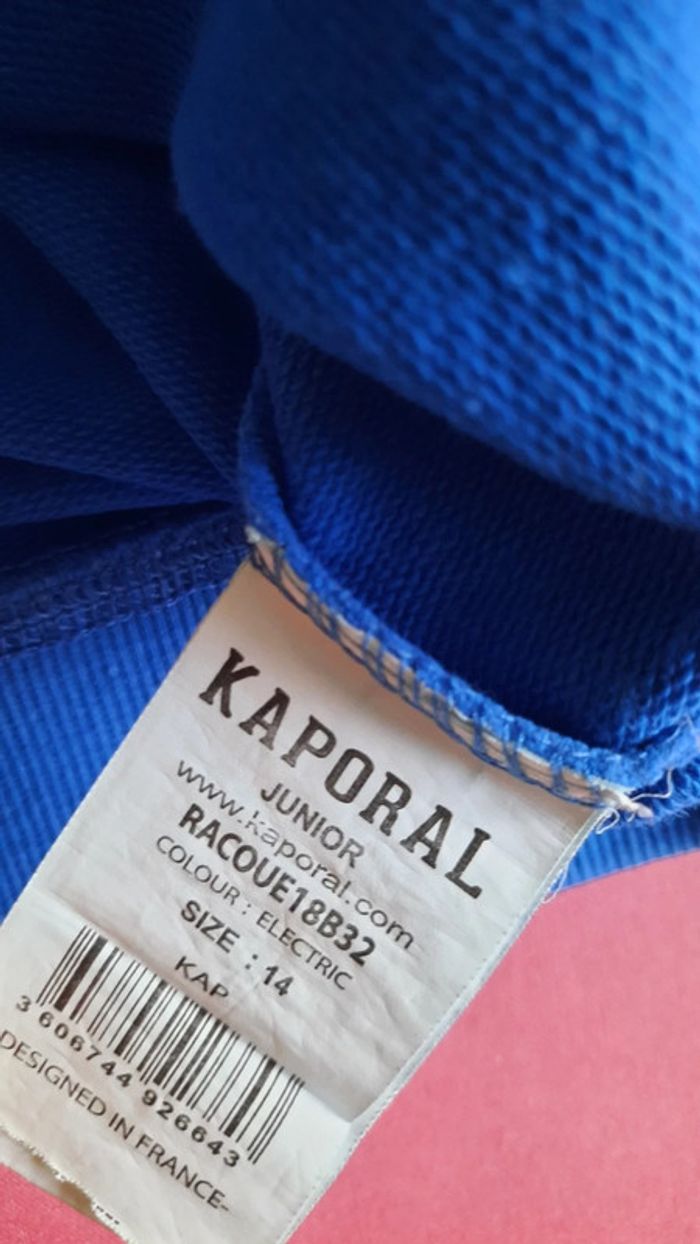 KAPORAL
JUNIOR
www.kaporal.com
RACOUE18B32
COLOUR : ELECTRIC
SIZE : 14
KAP
3 606744 926643
DESIGNED IN FRANCE-